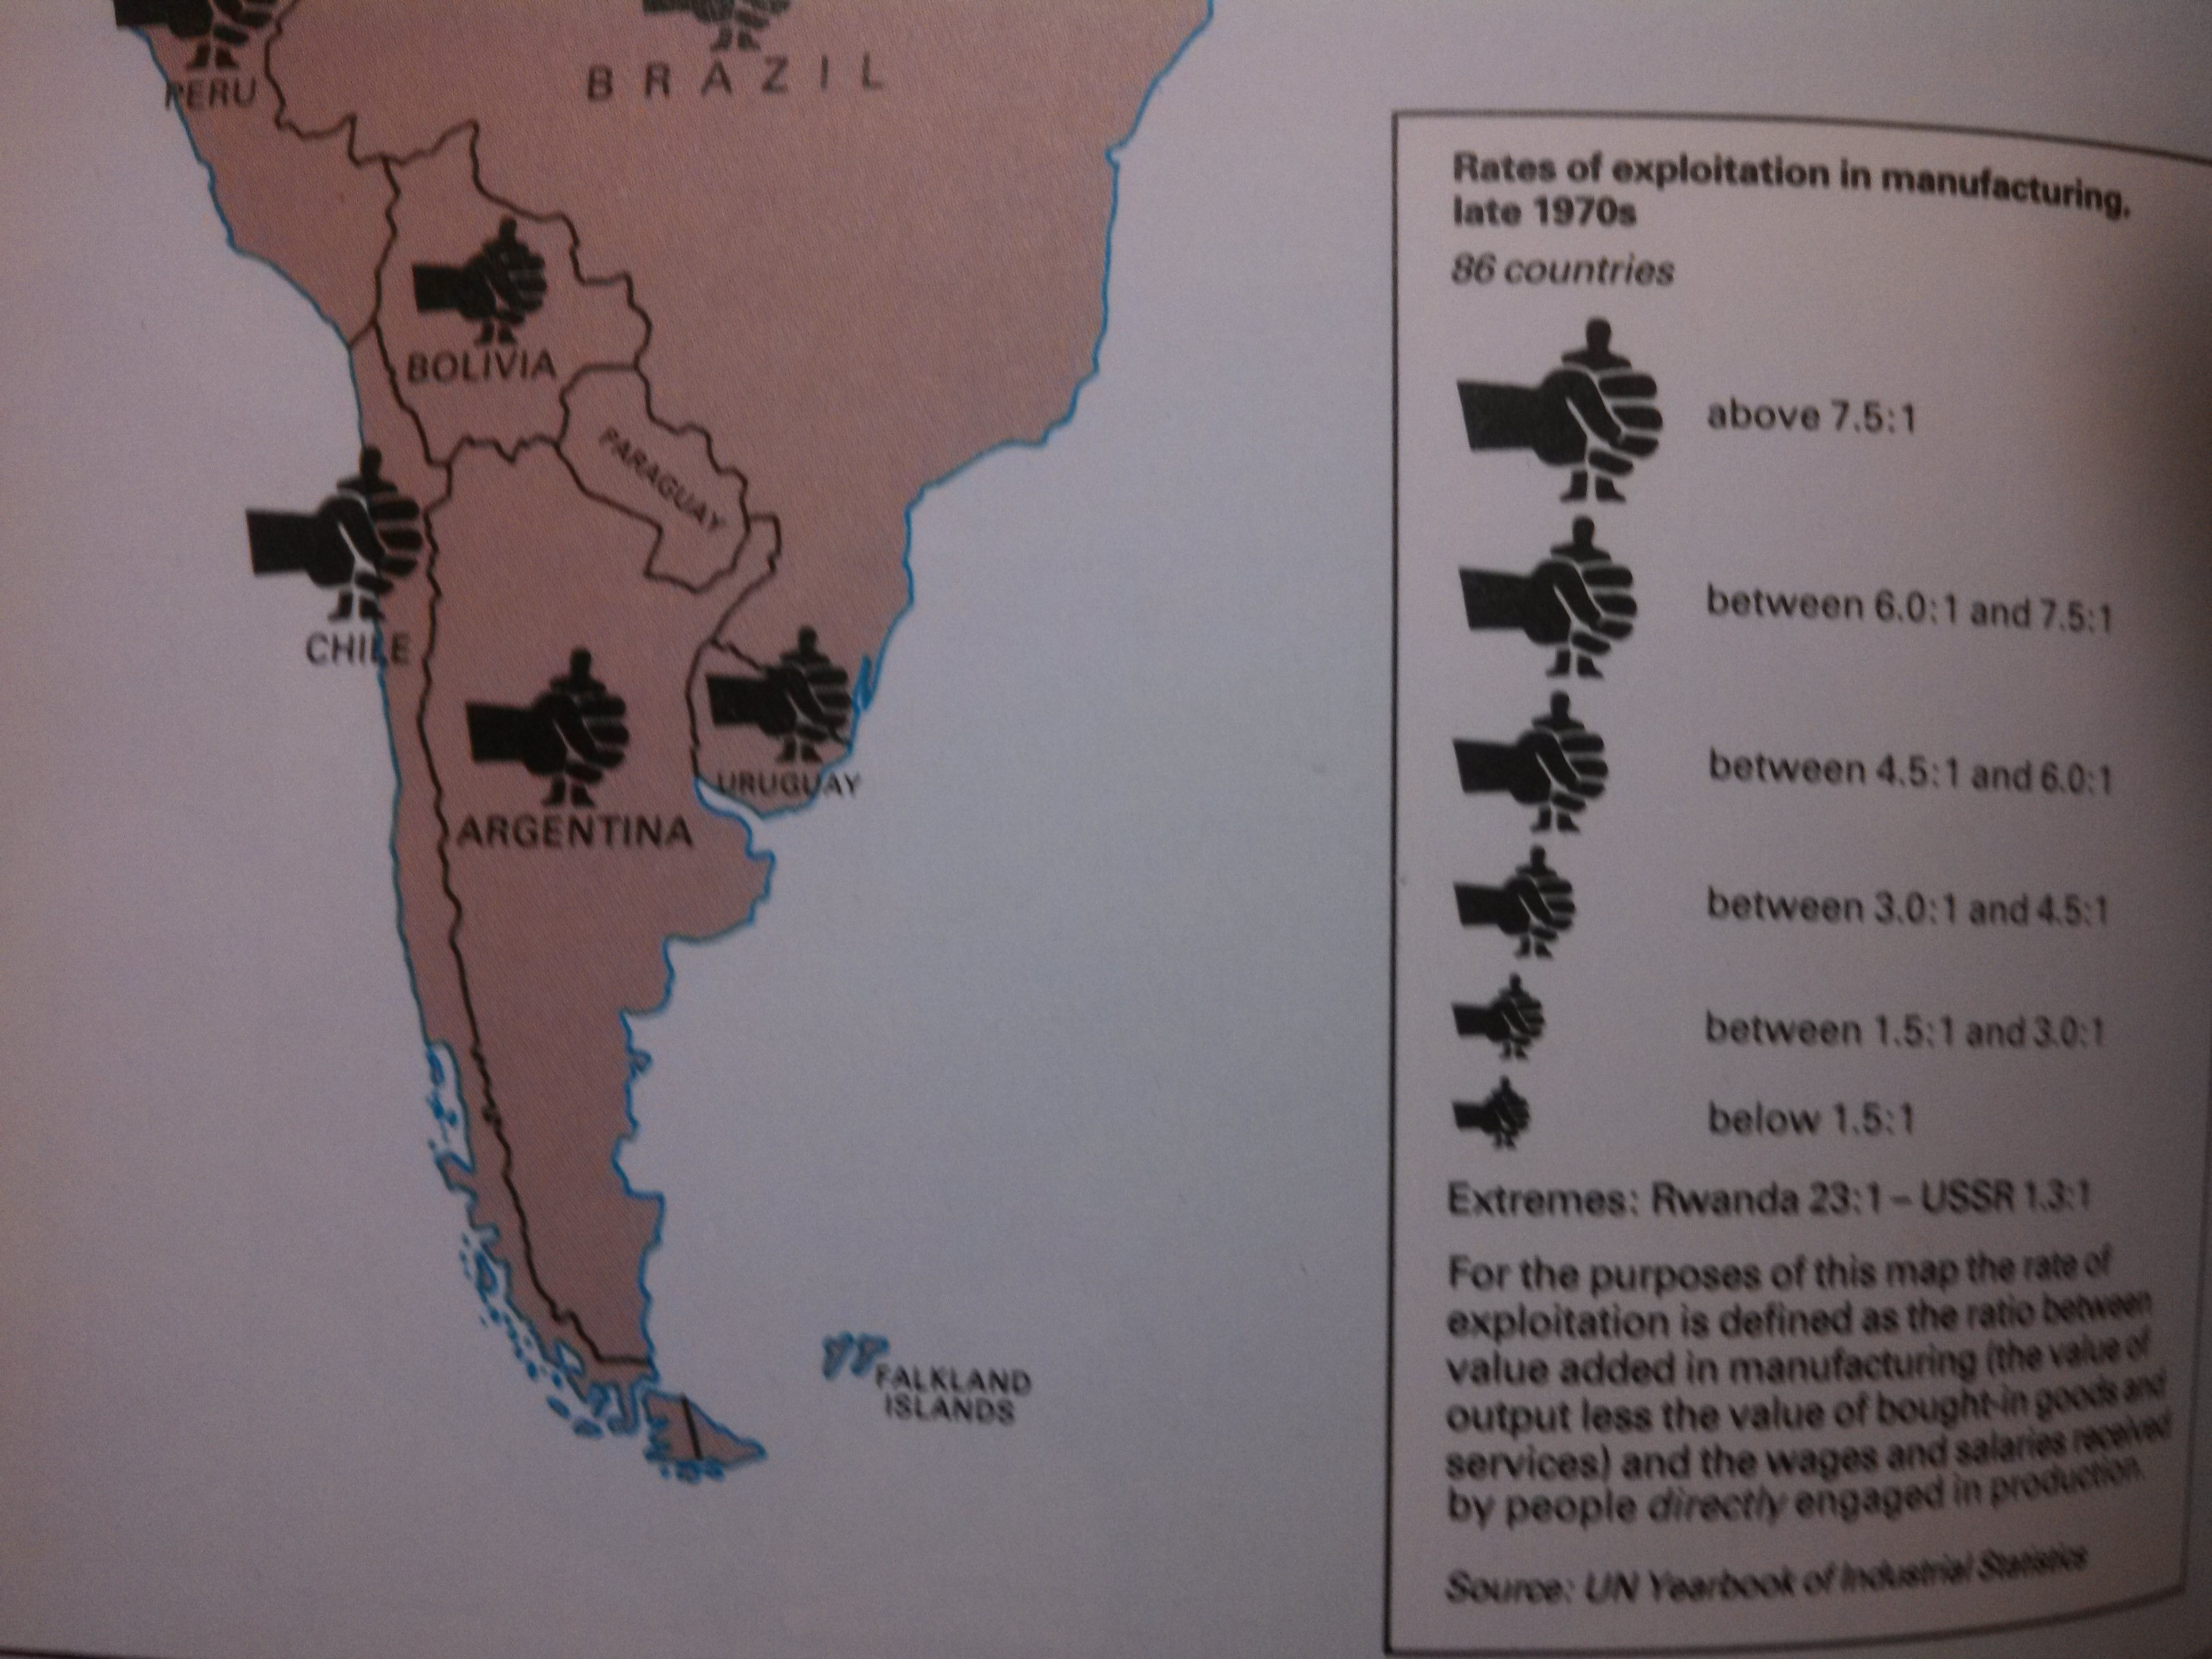 BRAZIL
PERU
BOLIVIA
PARAGUAY
CHILE
URUGUAY
ARGENTINA
FALKLAND
ISLANDS
Rates of exploitation in manufacturing,
late 1970s
86 countries
above 7.5:1
between 6.0:1 and 7.5:1
between 4.5:1 and 6.0:1
between 3.0:1 and 4.5:1
between 1.5:1 and 3.0:1
below 1.5:1
Extremes: Rwanda 23:1 – USSR 1.3:1
For the purposes of this map the rate of
exploitation is defined as the ratio between
value added in manufacturing (the value of
output less the value of bought-in goods and
services) and the wages and salaries received
by people directly engaged in production.
Source: UN Yearbook of Industrial Statistics